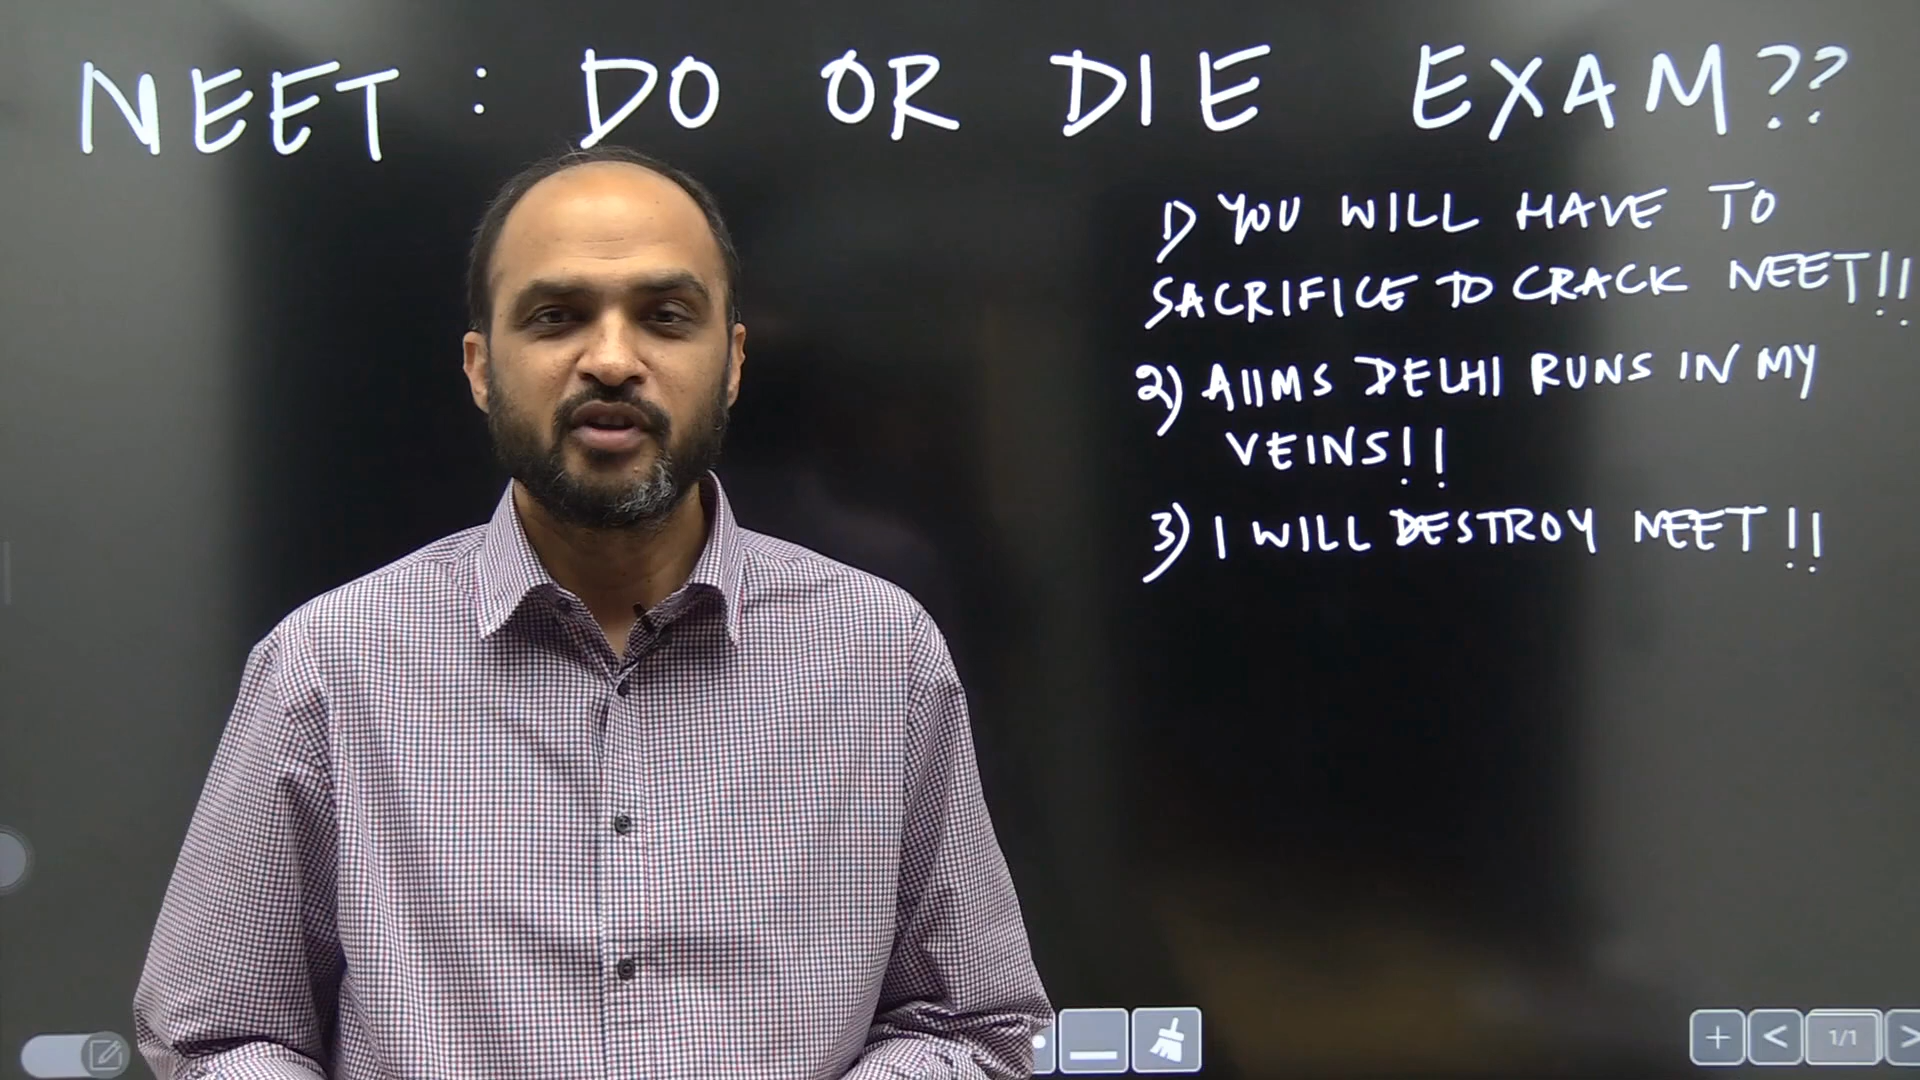 NEET : DO OR DIE EXAM??
1) YOU WILL HAVE TO
SACRIFICE TO CRACK NEET!!
2) AIIMS DELHI RUNS IN MY
VEINS!!
3) I WILL DESTROY NEET!!
1/1